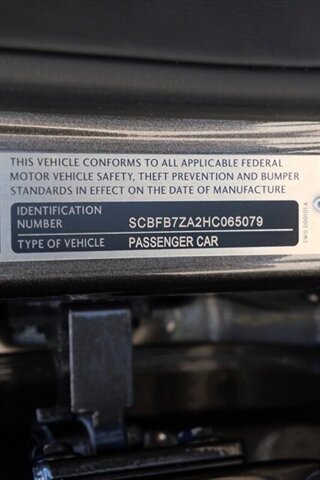 THIS VEHICLE CONFORMS TO ALL APPLICABLE FEDERAL
MOTOR VEHICLE SAFETY, THEFT PREVENTION AND BUMPER
STANDARDS IN EFFECT ON THE DATE OF MANUFACTURE
IDENTIFICATION
NUMBER SCBFB7ZA2HC065079
TYPE OF VEHICLE PASSENGER CAR